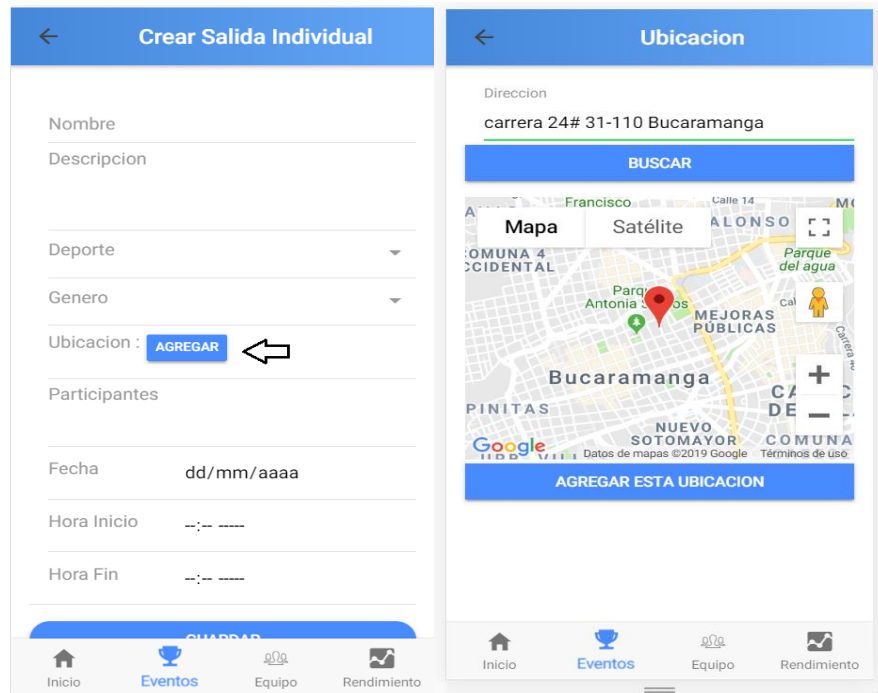 Crear Salida Individual
Nombre
Descripcion
Deporte
Genero
Ubicacion : AGREGAR
Participantes
Fecha dd/mm/aaaa
Hora Inicio --:-- -----
Hora Fin --:-- -----
GUARDAR
Inicio Eventos Equipo Rendimiento
Ubicacion
Direccion
carrera 24# 31-110 Bucaramanga
BUSCAR
Francisco Calle 14
Mapa Satélite ALONSO
COMUNA 4
OCCIDENTAL
Parque
del agua
Antonia
MEJORAS
PÚBLICAS
Bucaramanga
PINITAS
NUEVO
SOTOMAYOR
COMUNA
Google
Datos de mapas ©2019 Google Términos de uso
AGREGAR ESTA UBICACION
Inicio Eventos Equipo Rendimiento